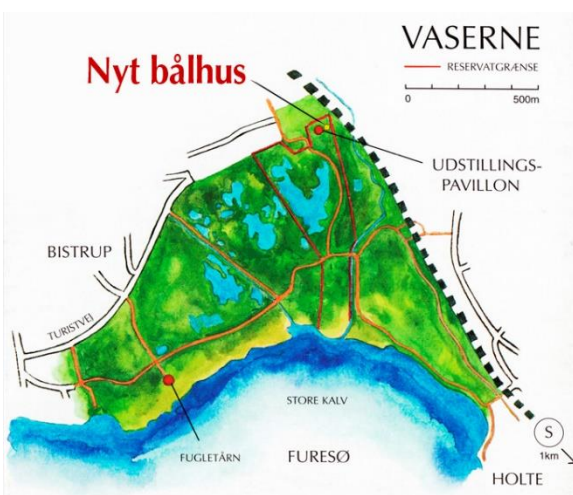 VASERNE
RESERVATGRÆNSE
0 500m
Nyt bålhus
UDSTILLINGS-
PAVILLON
BISTRUP
TURISTVEJ
STORE KALV
FUGLETÅRN
FURESØ
S
1km
HOLTE